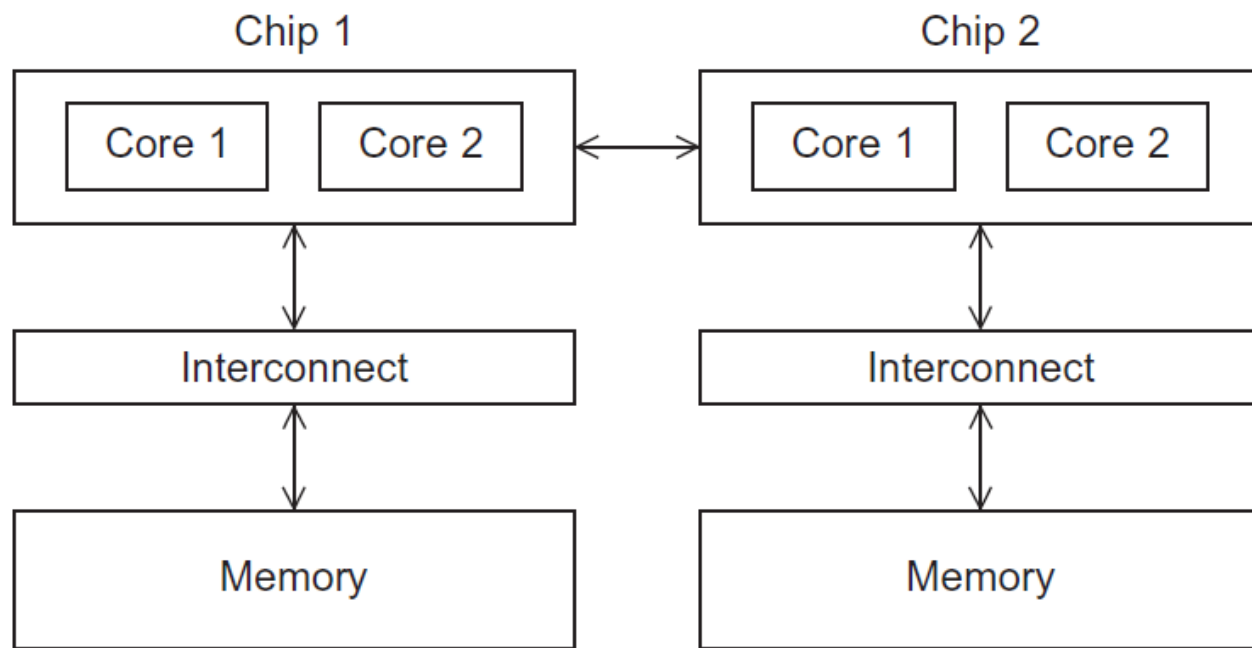 Chip 1
Chip 2
Core 1
Core 2
Core 1
Core 2
Interconnect
Interconnect
Memory
Memory